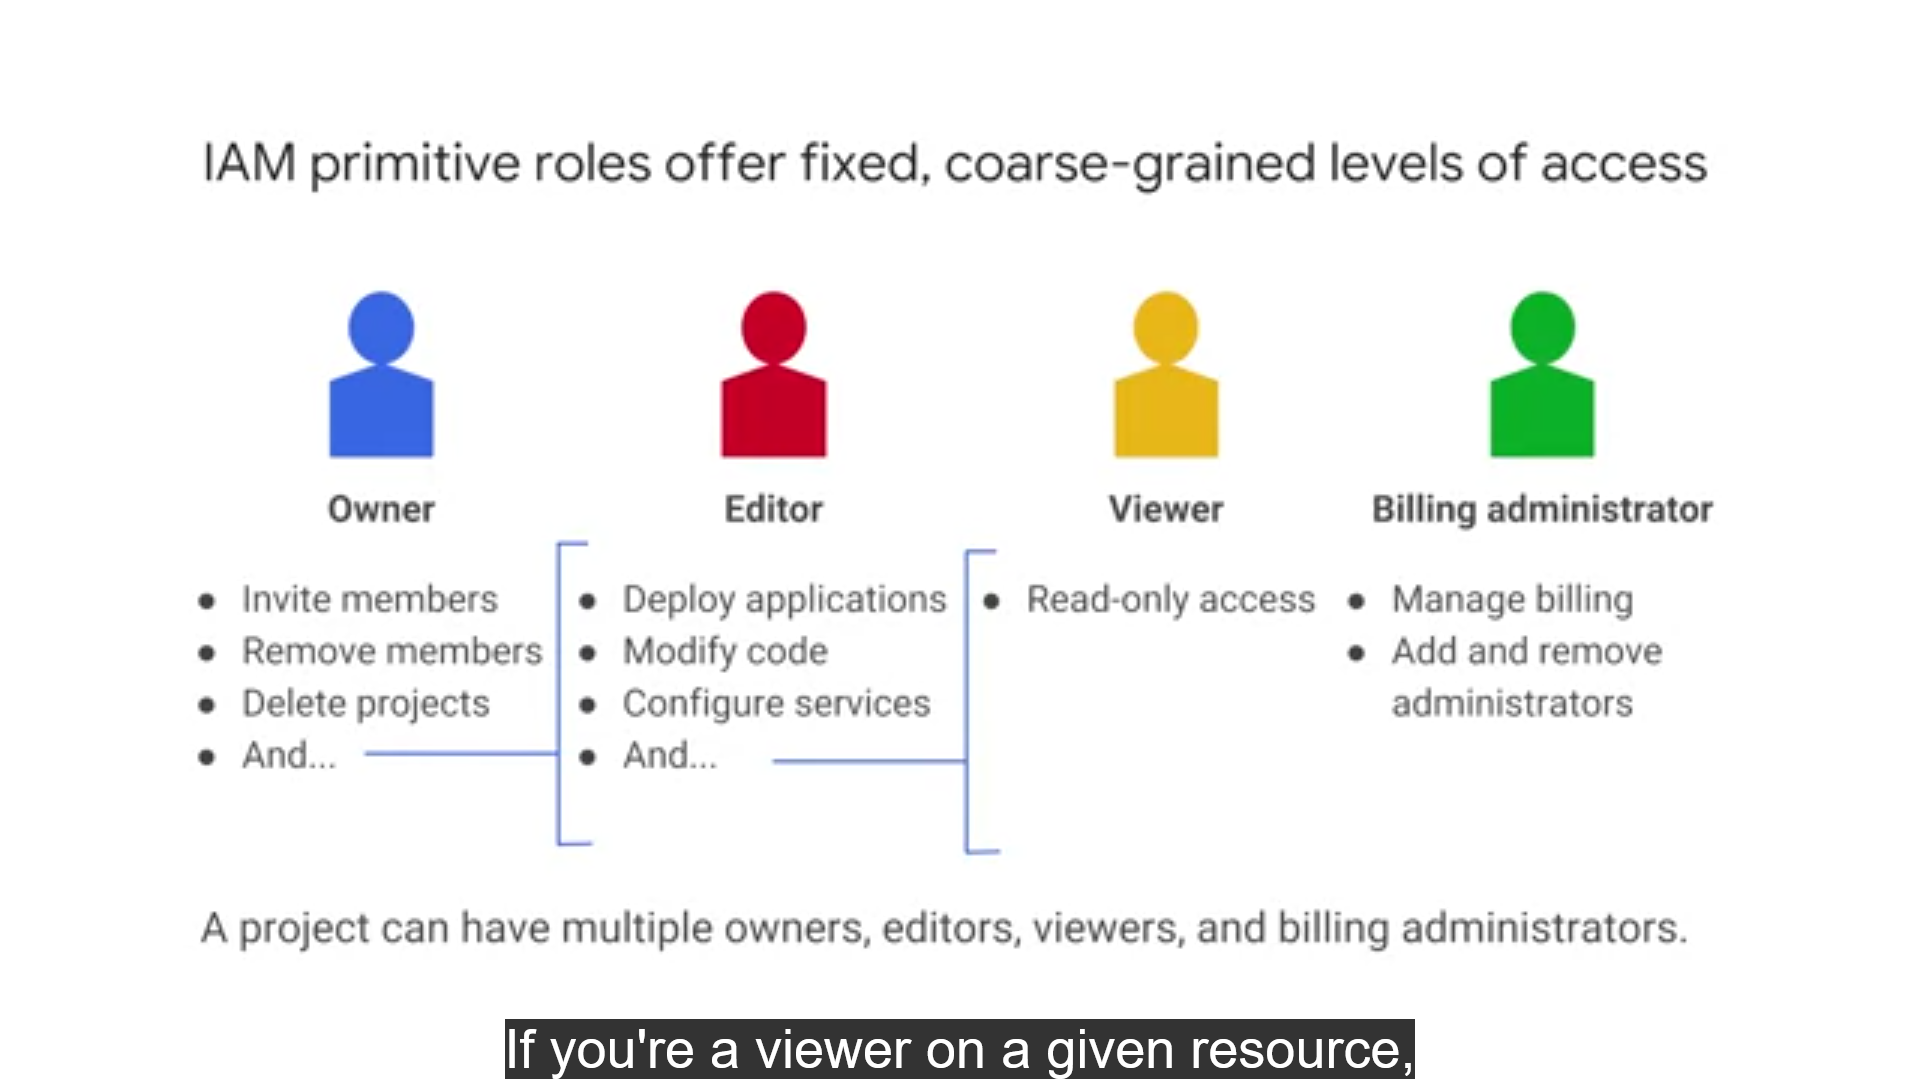 IAM primitive roles offer fixed, coarse-grained levels of access
Owner
● Invite members
● Remove members
● Delete projects
● And...
Editor
● Deploy applications
● Modify code
● Configure services
● And...
Viewer
● Read-only access
Billing administrator
● Manage billing
● Add and remove
administrators
A project can have multiple owners, editors, viewers, and billing administrators.
If you're a viewer on a given resource,